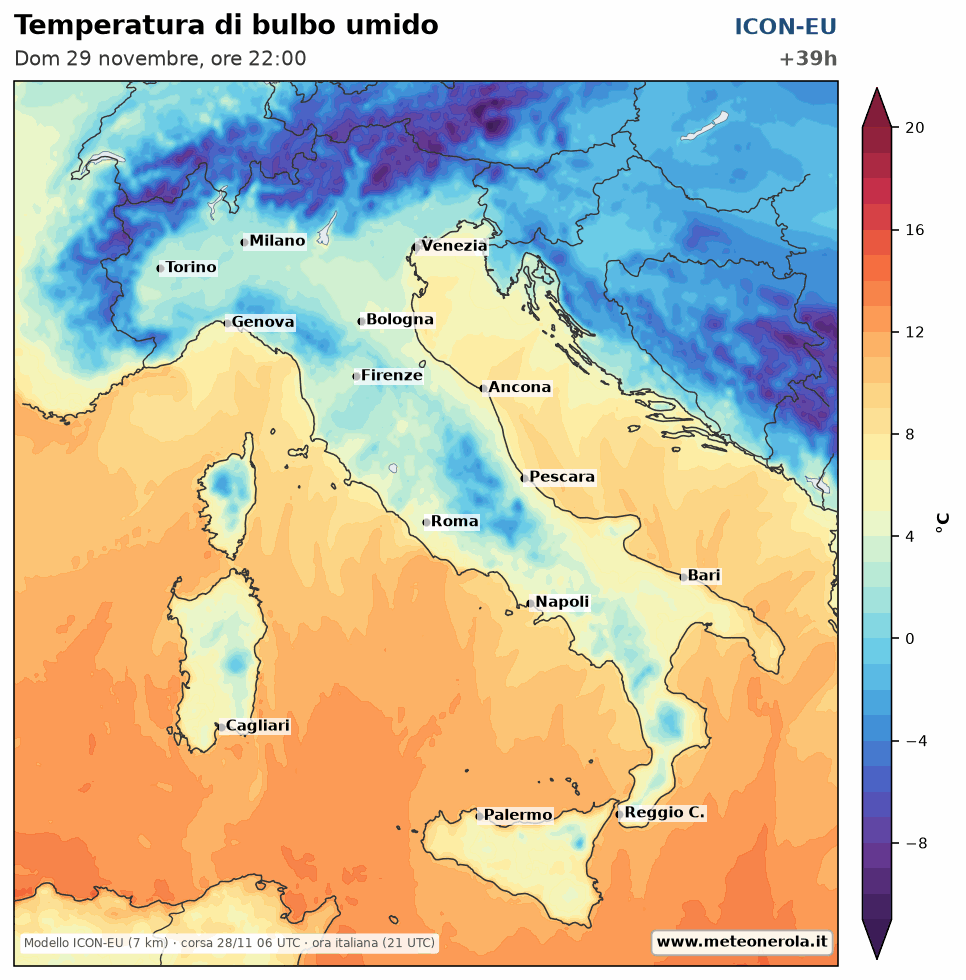 Temperatura di bulbo umido
ICON-EU
Dom 29 novembre, ore 22:00
+39h
20
16
12
8
4
0
−4
−8
°C
Milano
Venezia
Torino
Genova
Bologna
Firenze
Ancona
Pescara
Roma
Bari
Napoli
Cagliari
Palermo
Reggio C.
Modello ICON-EU (7 km) · corsa 28/11 06 UTC · ora italiana (21 UTC)
www.meteonerola.it